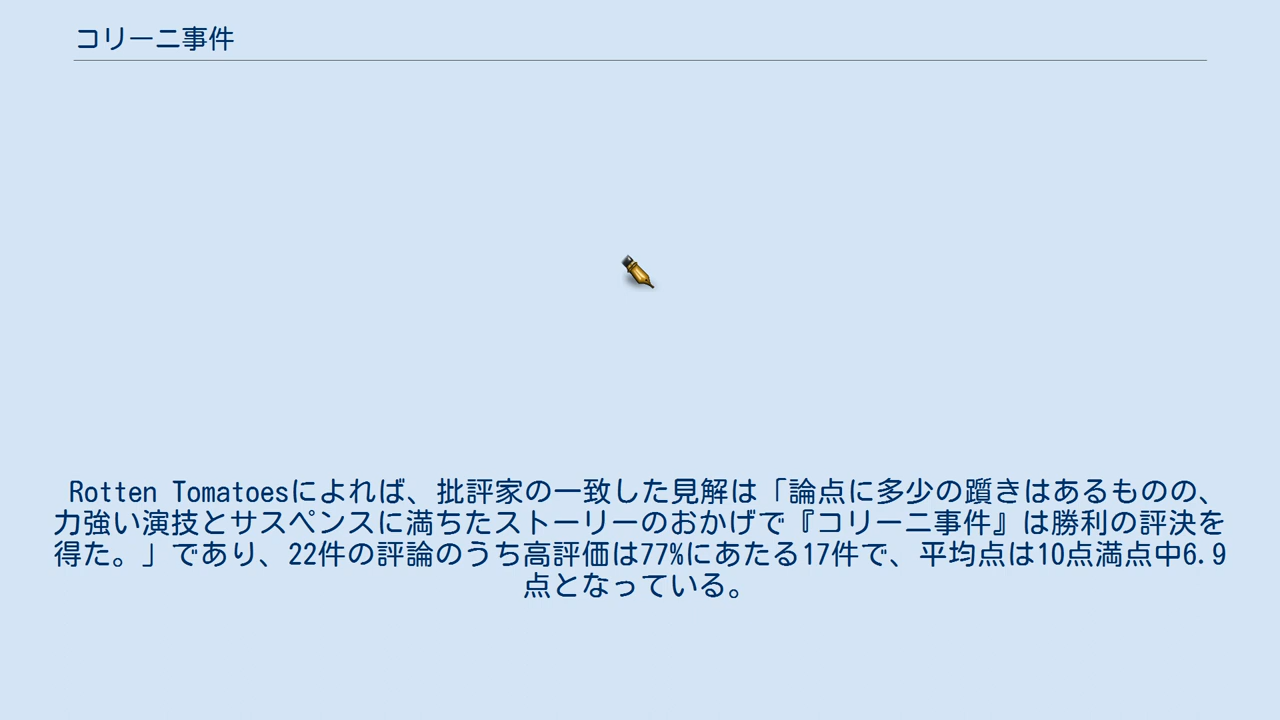 コリーニ事件
Rotten Tomatoesによれば、批評家の一致した見解は「論点に多少の躓きはあるものの、
力強い演技とサスペンスに満ちたストーリーのおかげで『コリーニ事件』は勝利の評決を
得た。」であり、22件の評論のうち高評価は77%にあたる17件で、平均点は10点満点中6.9
点となっている。